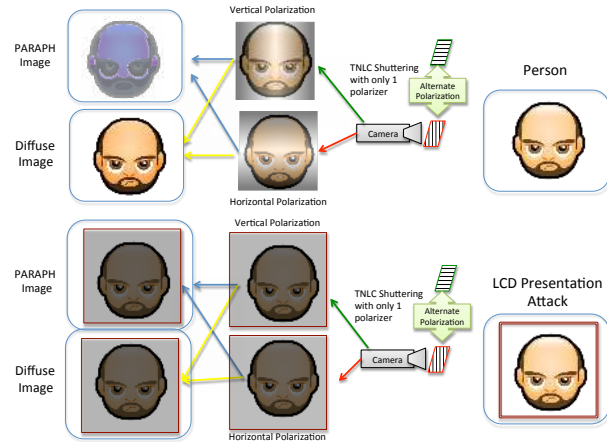 Vertical Polarization
PARAPH
Image
TNLC Shuttering
with only 1
polarizer
Alternate
Polarization
Person
Diffuse
Image
Camera
Horizontal Polarization
Vertical Polarization
PARAPH
Image
TNLC Shuttering
with only 1
polarizer
Alternate
Polarization
LCD Presentation
Attack
Diffuse
Image
Camera
Horizontal Polarization